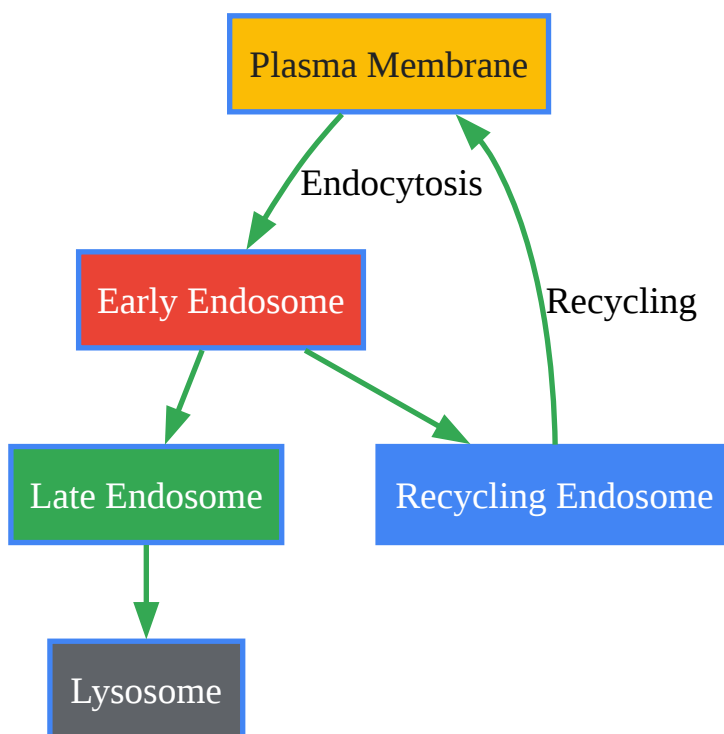 Plasma Membrane
Endocytosis
Early Endosome
Recycling
Late Endosome
Recycling Endosome
Lysosome